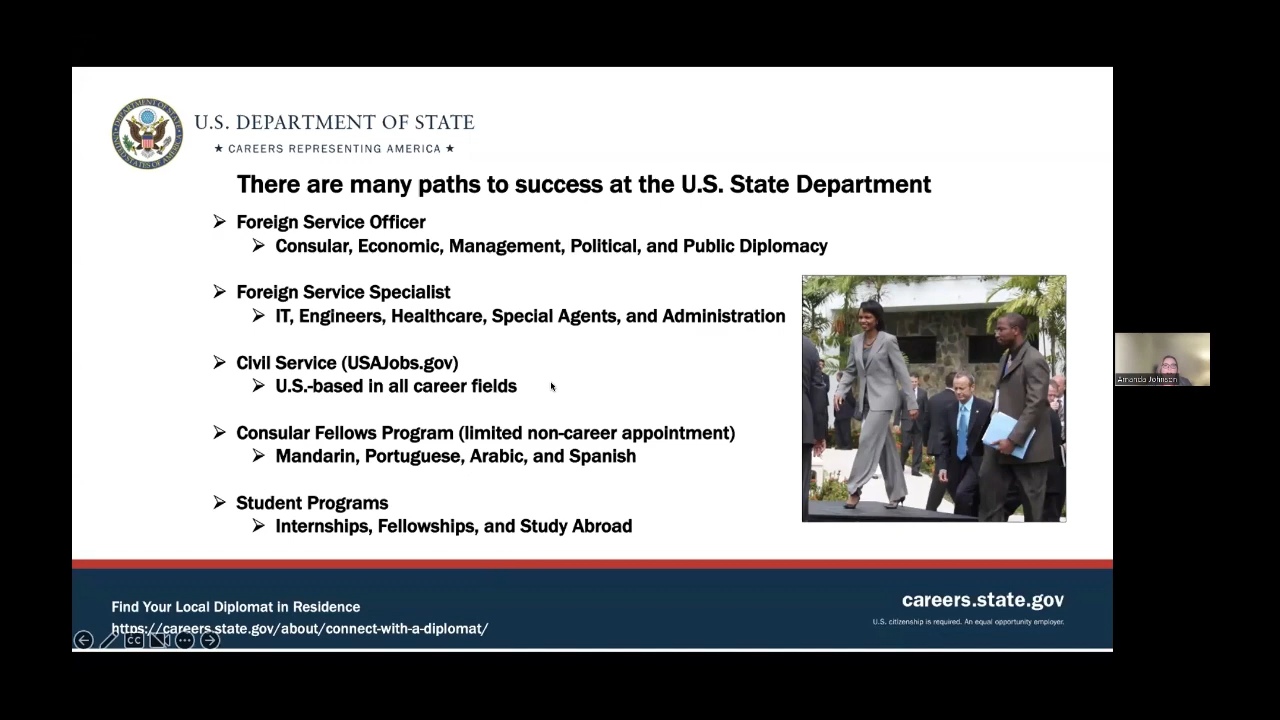 U.S. DEPARTMENT OF STATE
★ CAREERS REPRESENTING AMERICA ★
There are many paths to success at the U.S. State Department
➢ Foreign Service Officer
➢ Consular, Economic, Management, Political, and Public Diplomacy
➢ Foreign Service Specialist
➢ IT, Engineers, Healthcare, Special Agents, and Administration
➢ Civil Service (USAJobs.gov)
➢ U.S.-based in all career fields
➢ Consular Fellows Program (limited non-career appointment)
➢ Mandarin, Portuguese, Arabic, and Spanish
➢ Student Programs
➢ Internships, Fellowships, and Study Abroad
Amanda Johnson
Find Your Local Diplomat in Residence
https://careers.state.gov/about/connect-with-a-diplomat/
careers.state.gov
U.S. citizenship is required. An equal opportunity employer.
CC